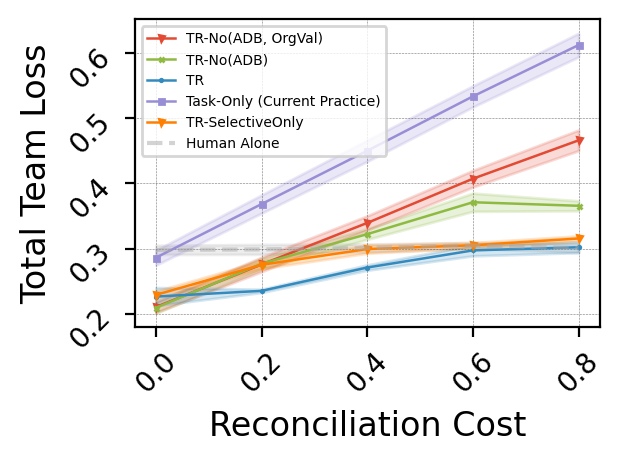 TR-No(ADB, OrgVal)
TR-No(ADB)
TR
Task-Only (Current Practice)
TR-SelectiveOnly
Human Alone
Total Team Loss
0.6
0.5
0.4
0.3
0.2
0.0
0.2
0.4
0.6
0.8
Reconciliation Cost